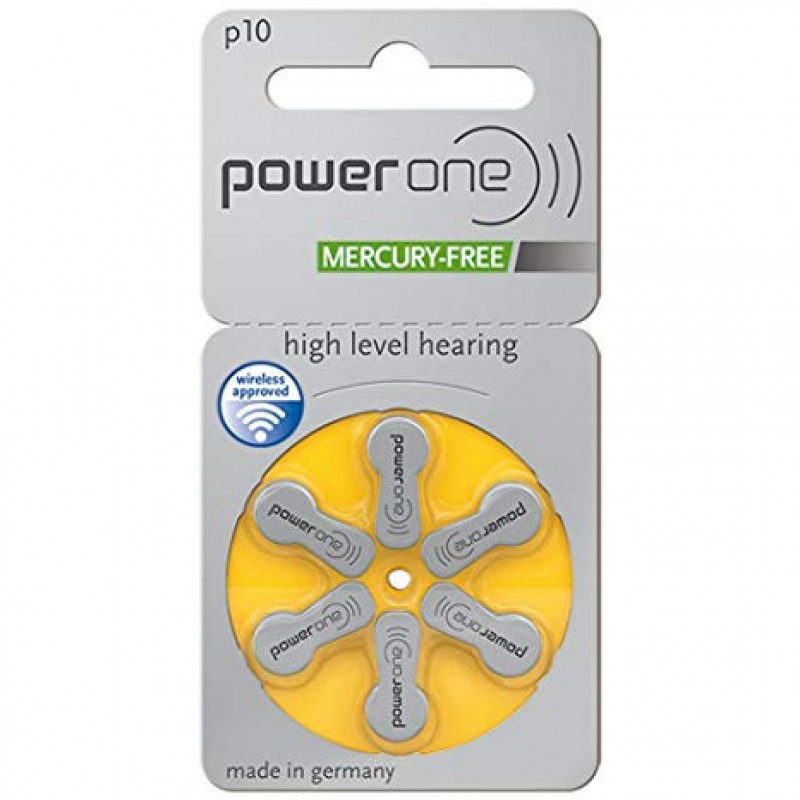 p10
power one
MERCURY-FREE
high level hearing
wireless
approved
power one
power one
power one
power one
power one
power one
made in germany